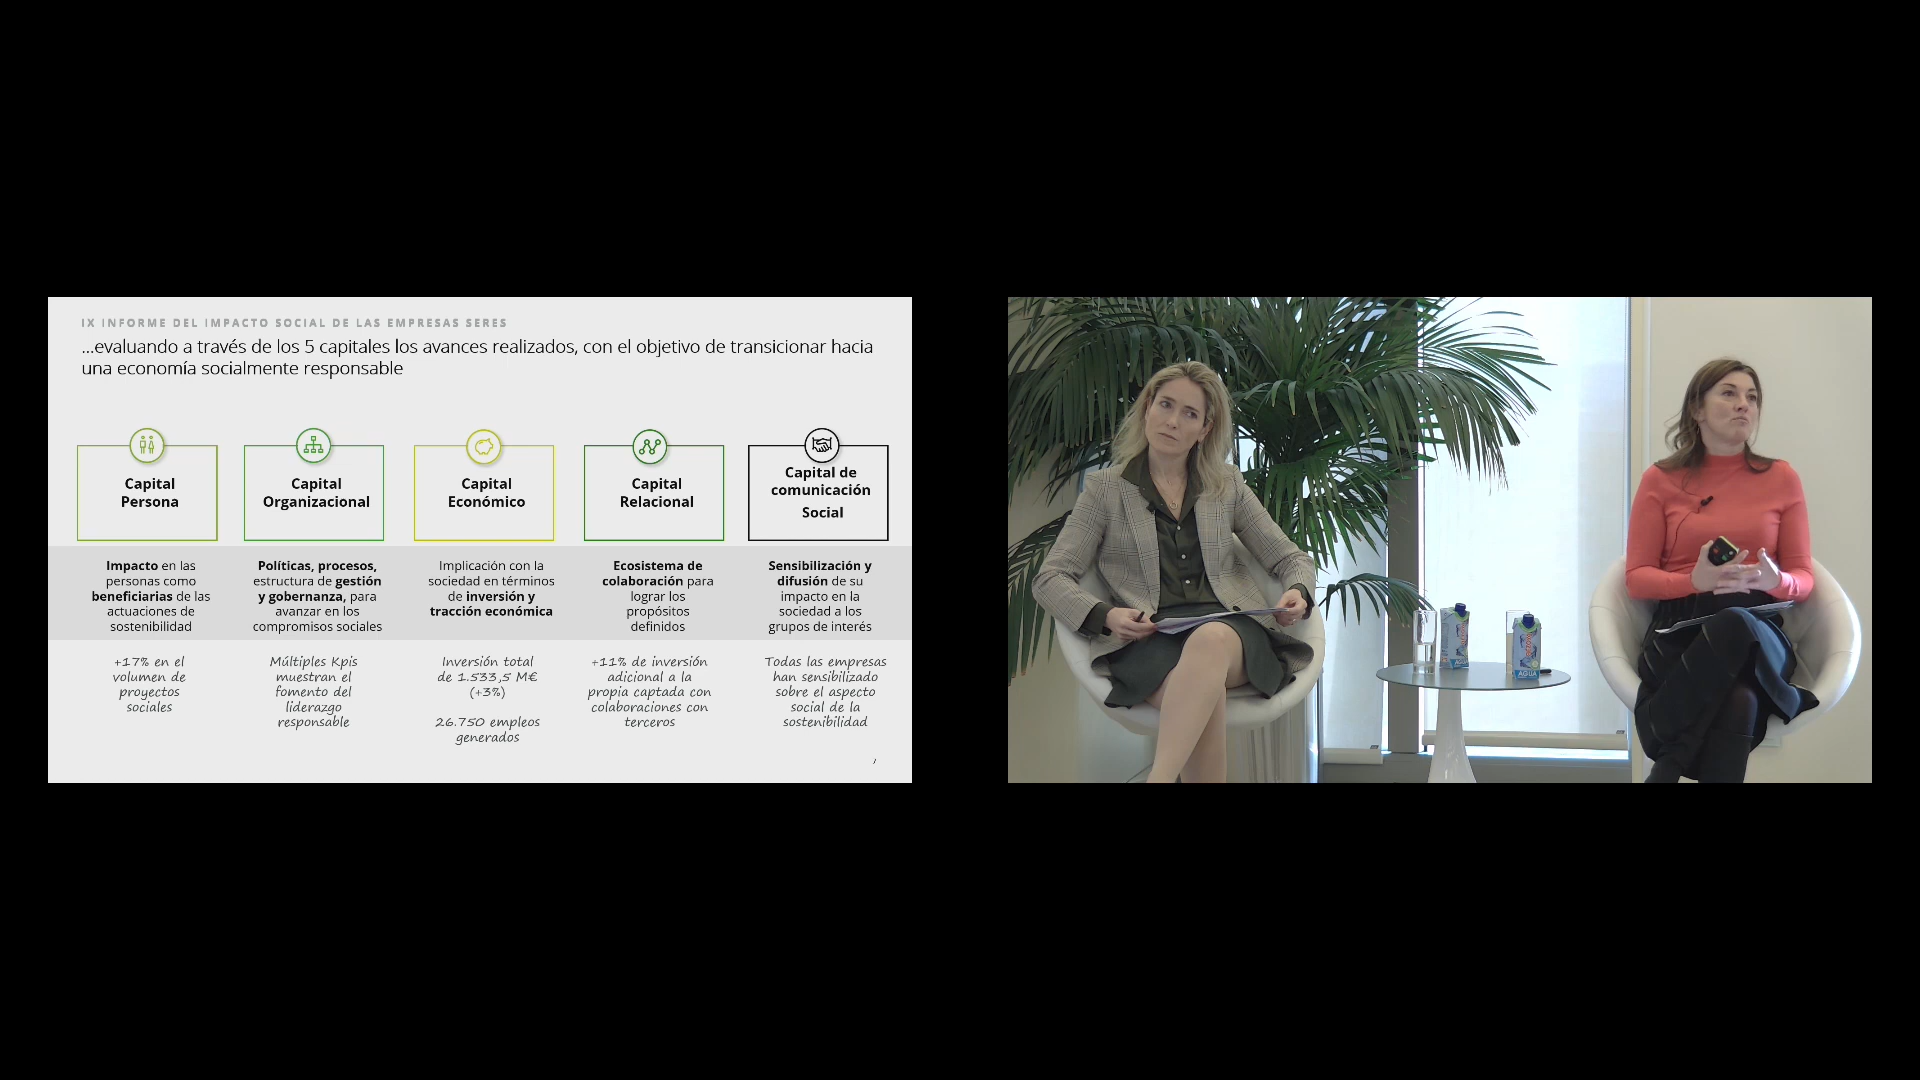 IX INFORME DEL IMPACTO SOCIAL DE LAS EMPRESAS SERES
...evaluando a través de los 5 capitales los avances realizados, con el objetivo de transicionar hacia
una economía socialmente responsable
Capital
Persona
Impacto en las
personas como
beneficiarias de las
actuaciones de
sostenibilidad
+17% en el
volumen de
proyectos
sociales
Capital
Organizacional
Políticas, procesos,
estructura de gestión
y gobernanza, para
avanzar en los
compromisos sociales
Múltiples Kpis
muestran el
fomento del
liderazgo
responsable
Capital
Económico
Implicación con la
sociedad en términos
de inversión y
tracción económica
Inversión total
de 1.533,5 M€
(+3%)
26.750 empleos
generados
Capital
Relacional
Ecosistema de
colaboración para
lograr los
propósitos
definidos
+11% de inversión
adicional a la
propia captada con
colaboraciones con
terceros
Capital de
comunicación
Social
Sensibilización y
difusión de su
impacto en la
sociedad a los
grupos de interés
Todas las empresas
han sensibilizado
sobre el aspecto
social de la
sostenibilidad
AGUA